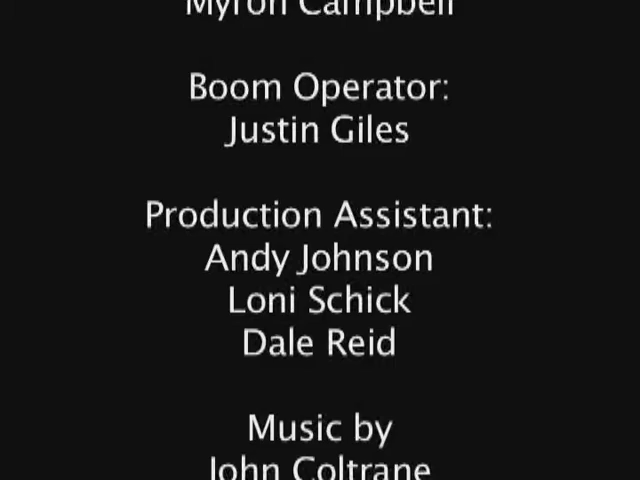 Myron Campbell
Boom Operator:
Justin Giles
Production Assistant:
Andy Johnson
Loni Schick
Dale Reid
Music by
John Coltrane